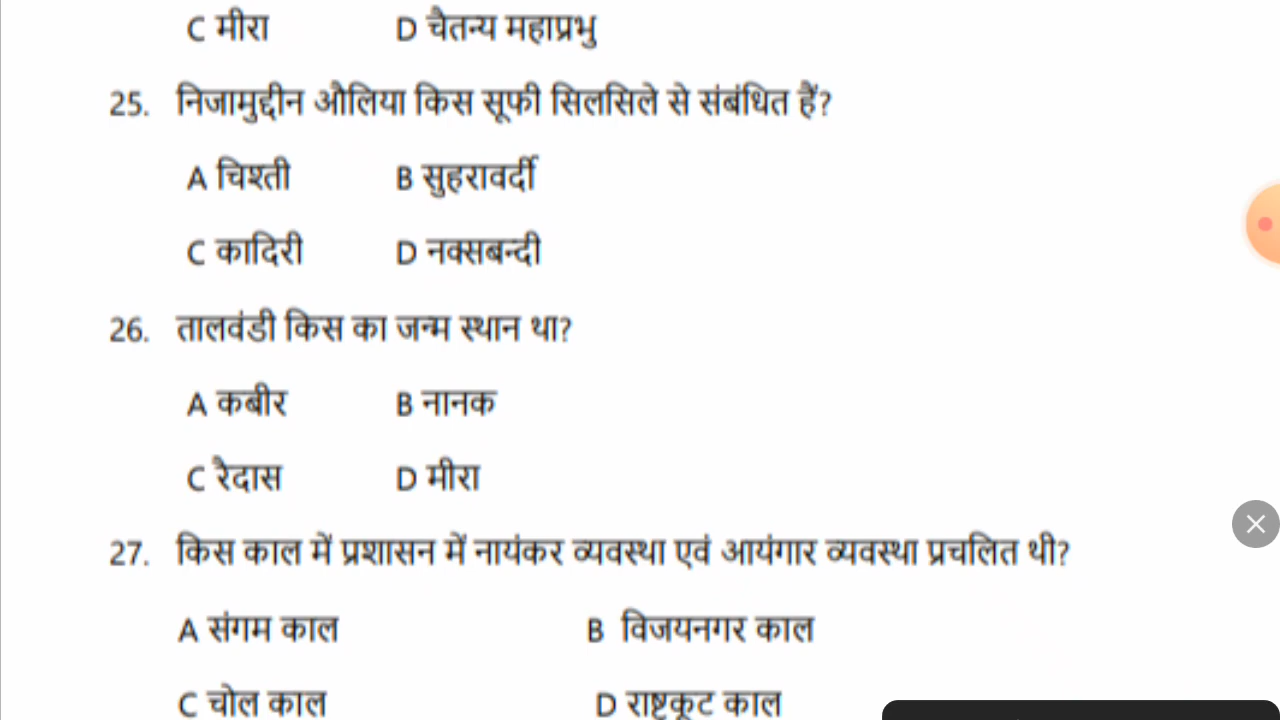 C मीरा D चैतन्य महाप्रभु
25. निजामुद्दीन औलिया किस सूफी सिलसिले से संबंधित हैं?
A चिश्ती B सुहरावर्दी
C कादिरी D नक्सबन्दी
26. तालवंडी किस का जन्म स्थान था?
A कबीर B नानक
C रैदास D मीरा
27. किस काल में प्रशासन में नायंकर व्यवस्था एवं आयंगार व्यवस्था प्रचलित थी?
A संगम काल B विजयनगर काल
C चोल काल D राष्ट्रकूट काल